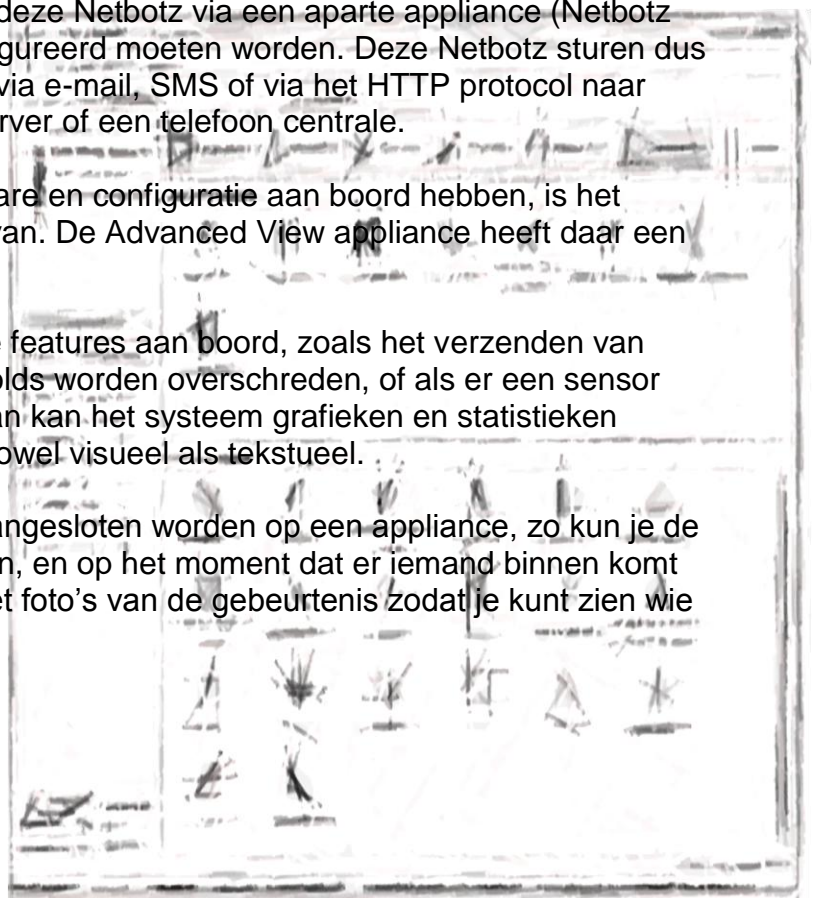 deze Netbotz via een aparte appliance (Netbotz
gureerd moeten worden. Deze Netbotz sturen dus
via e-mail, SMS of via het HTTP protocol naar
rver of een telefoon centrale.
are en configuratie aan boord hebben, is het
van. De Advanced View appliance heeft daar een
features aan boord, zoals het verzenden van
olds worden overschreden, of als er een sensor
an kan het systeem grafieken en statistieken
owel visueel als tekstueel.
angesloten worden op een appliance, zo kun je de
n, en op het moment dat er iemand binnen komt
et foto's van de gebeurtenis zodat je kunt zien wie